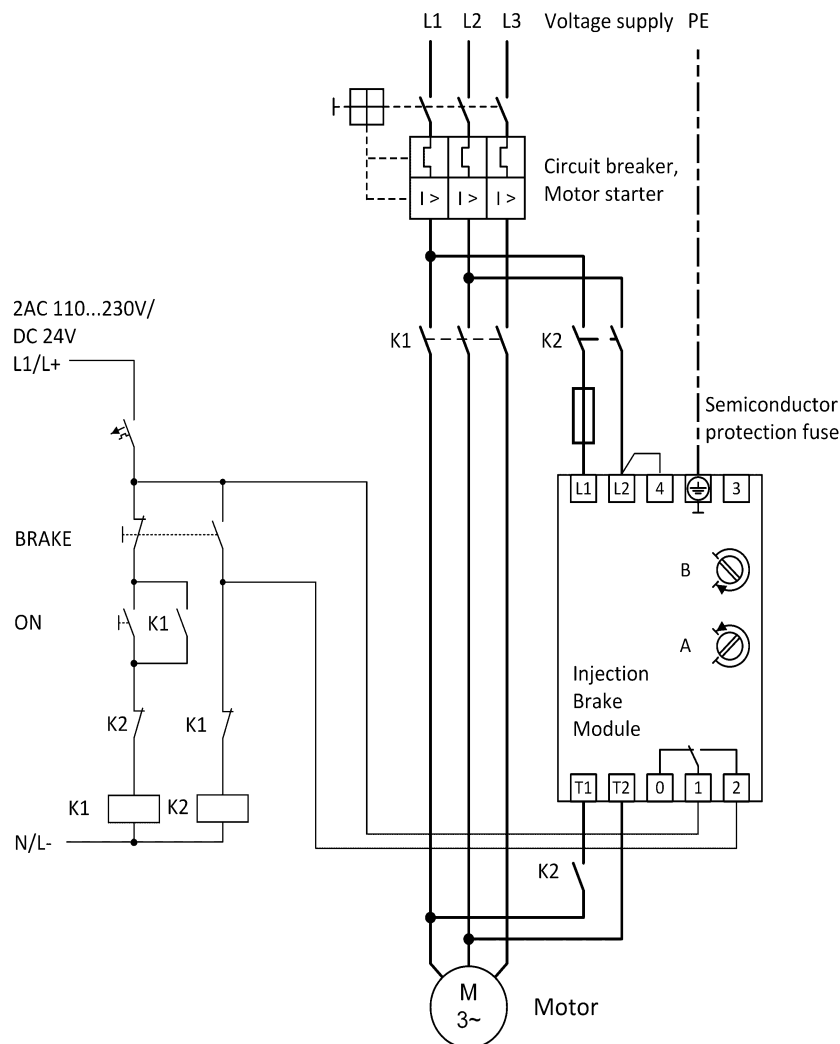 L1 L2 L3 Voltage supply PE
Circuit breaker,
Motor starter
I > I > I >
2AC 110...230V/
DC 24V
L1/L+
K1 K2
Semiconductor
protection fuse
L1 L2 4 3
BRAKE
B
ON K1
A
Injection
Brake
Module
K2 K1
K1 K2
T1 T2 0 1 2
N/L-
K2
M
3~
Motor